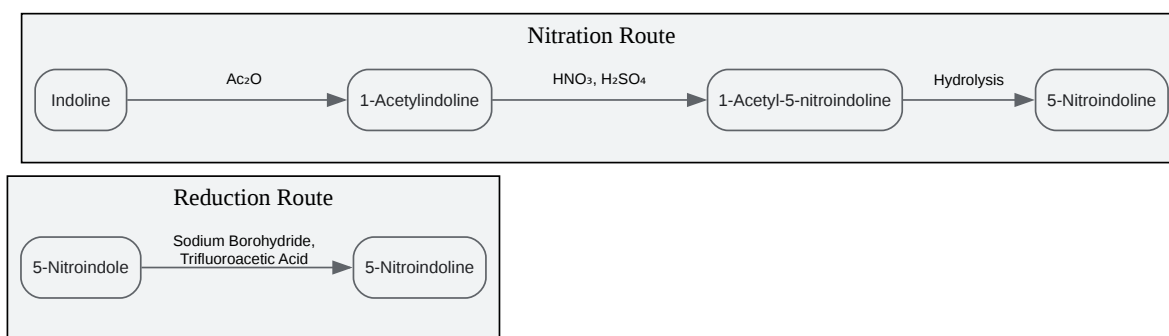 Nitration Route
Indoline
Ac₂O
1-Acetylindoline
HNO₃, H₂SO₄
1-Acetyl-5-nitroindoline
Hydrolysis
5-Nitroindoline
Reduction Route
5-Nitroindole
Sodium Borohydride,
Trifluoroacetic Acid
5-Nitroindoline